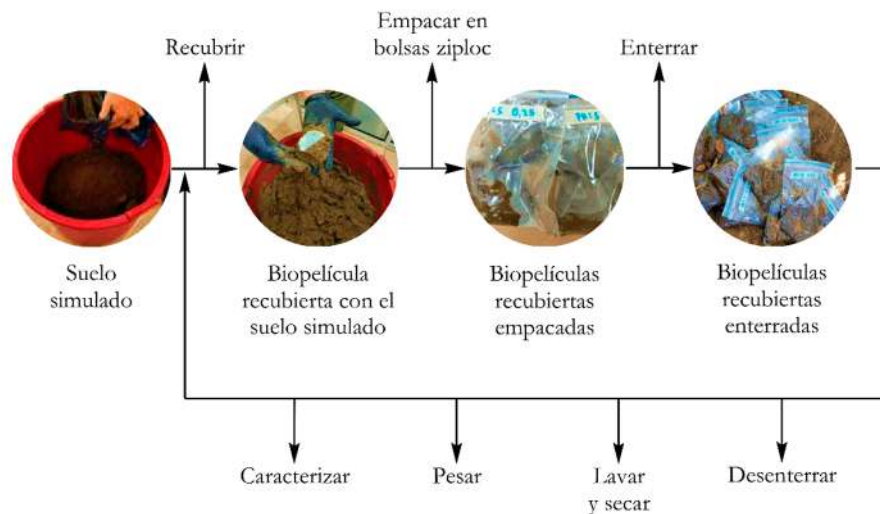 Recubrir
Empacar en
bolsas ziploc
Enterrar
Suelo
simulado
Biopelícula
recubierta con el
suelo simulado
Biopelículas
recubiertas
empacadas
Biopelículas
recubiertas
enterradas
Caracterizar
Pesar
Lavar
y secar
Desenterrar